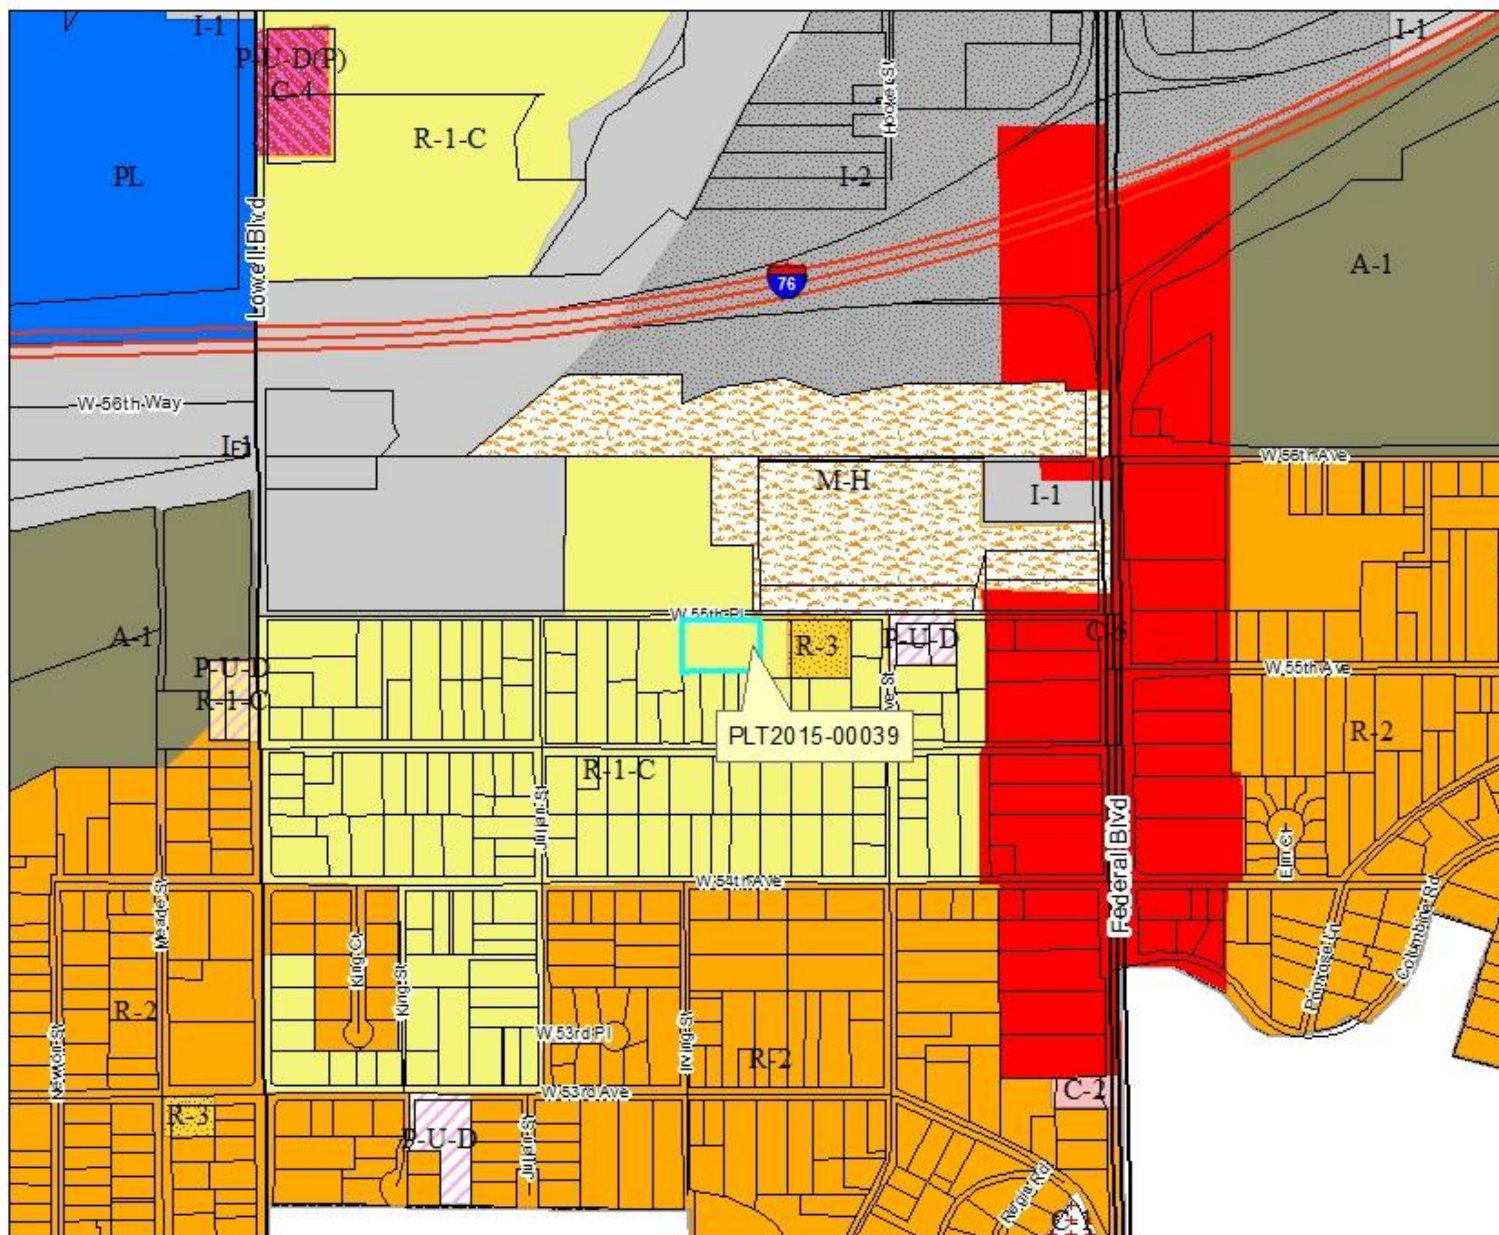 I-1
I-1
P-U-D(P)
C-4
Hooker St
R-1-C
PL
I-2
Lowell Blvd
A-1
76
W 56th Way
I-1
W 56th Ave
M-H
I-1
W 55th Pl
A-1
R-3
P-U-D
P-U-D
W 55th Ave
R-1-C
PLT2015-00039
R-2
R-1-C
Julian St
Federal Blvd
Elm Ct
W 54th Ave
Meade St
King Ct
King St
Primrose Ln
Columbine Rd
R-2
W 53rd Pl
Irving St
R-2
Newton St
W 53rd Ave
C-2
R-3
P-U-D
Julian St
Regis Rd
C-1